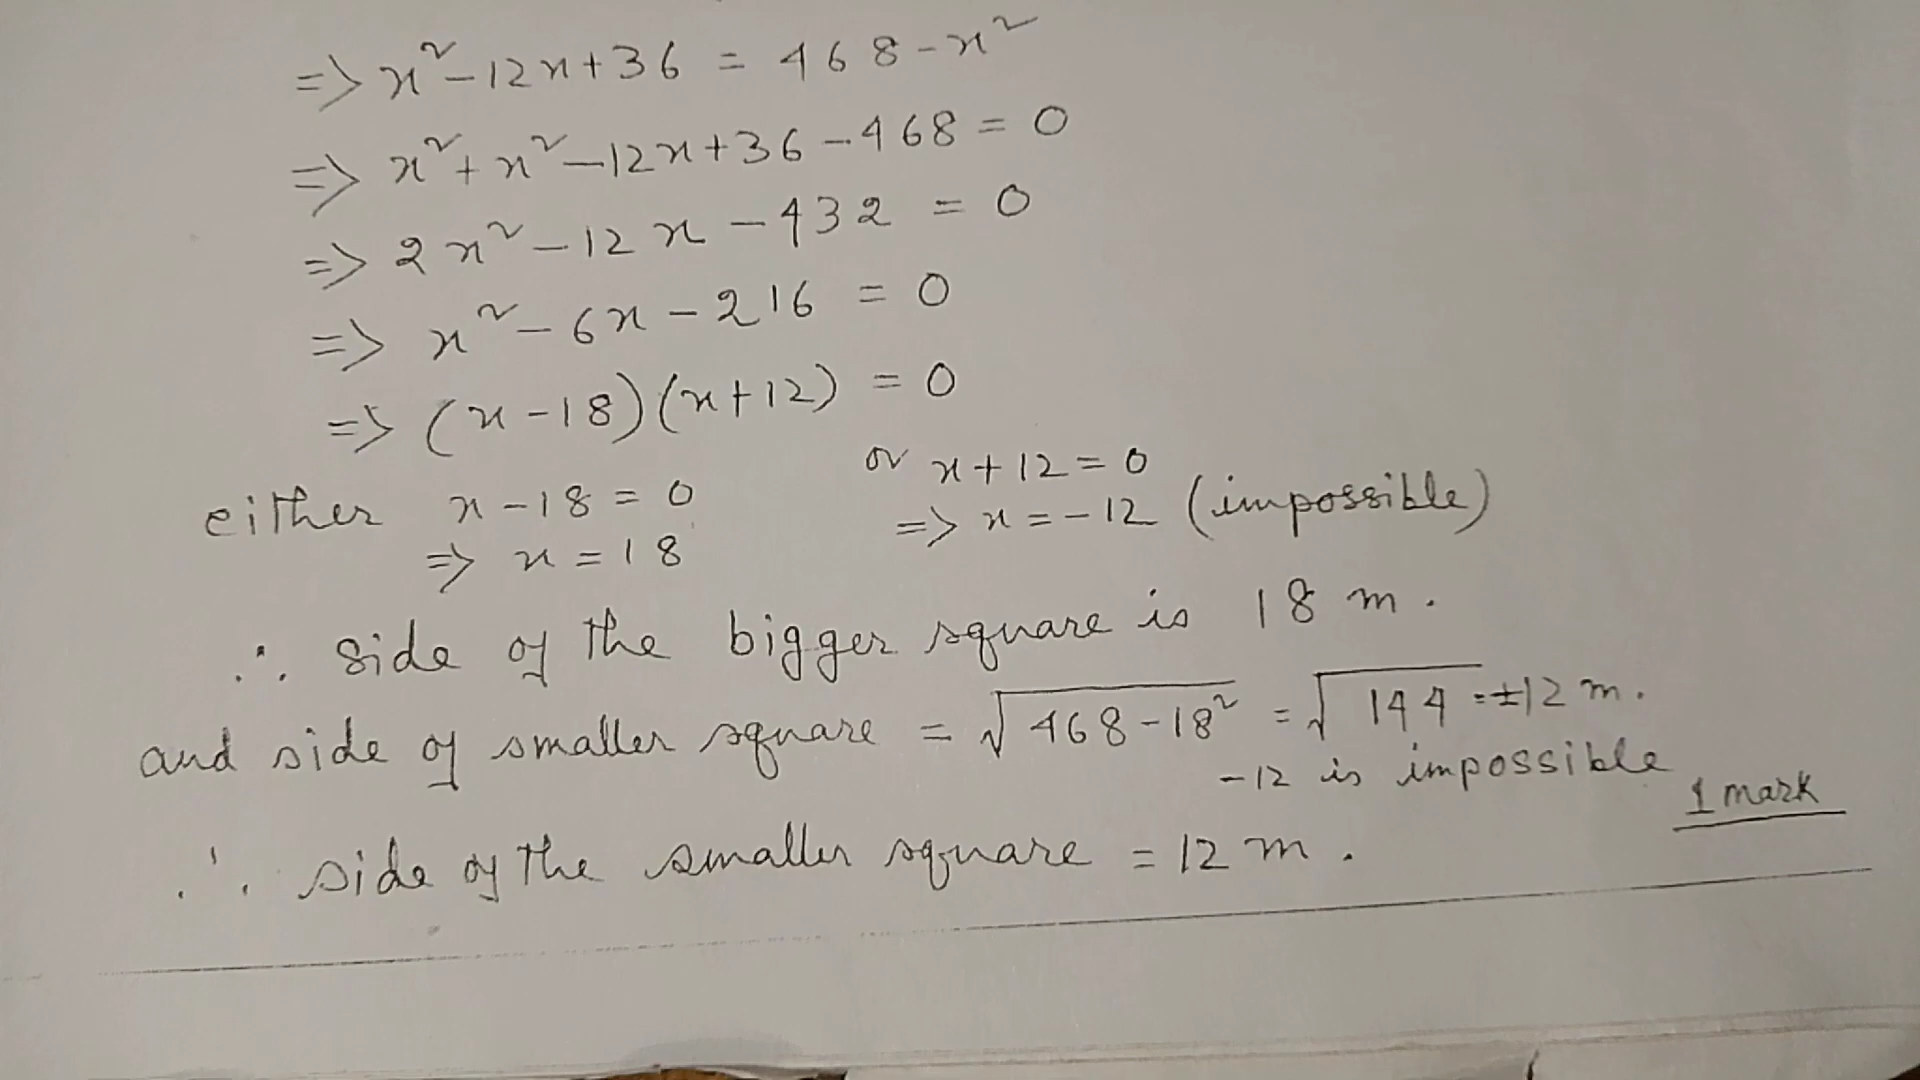 => x²-12x+36 = 468-x²
=> x²+x²-12x+36-468=0
=> 2x²-12x-432 = 0
=> x²-6x-216 = 0
=> (x-18)(x+12) = 0
either x-18=0 or x+12=0
=> x=18 => x=-12 (impossible)
∴ side of the bigger square is 18 m.
and side of smaller square = √468-18² = √144 = ±12 m.
-12 is impossible
1 mark
∴ side of the smaller square = 12 m.